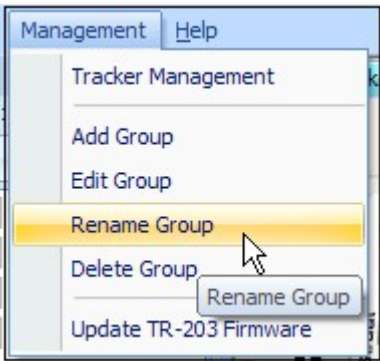 Management Help
Tracker Management
Add Group
Edit Group
Rename Group
Delete Group
Rename Group
Update TR-203 Firmware